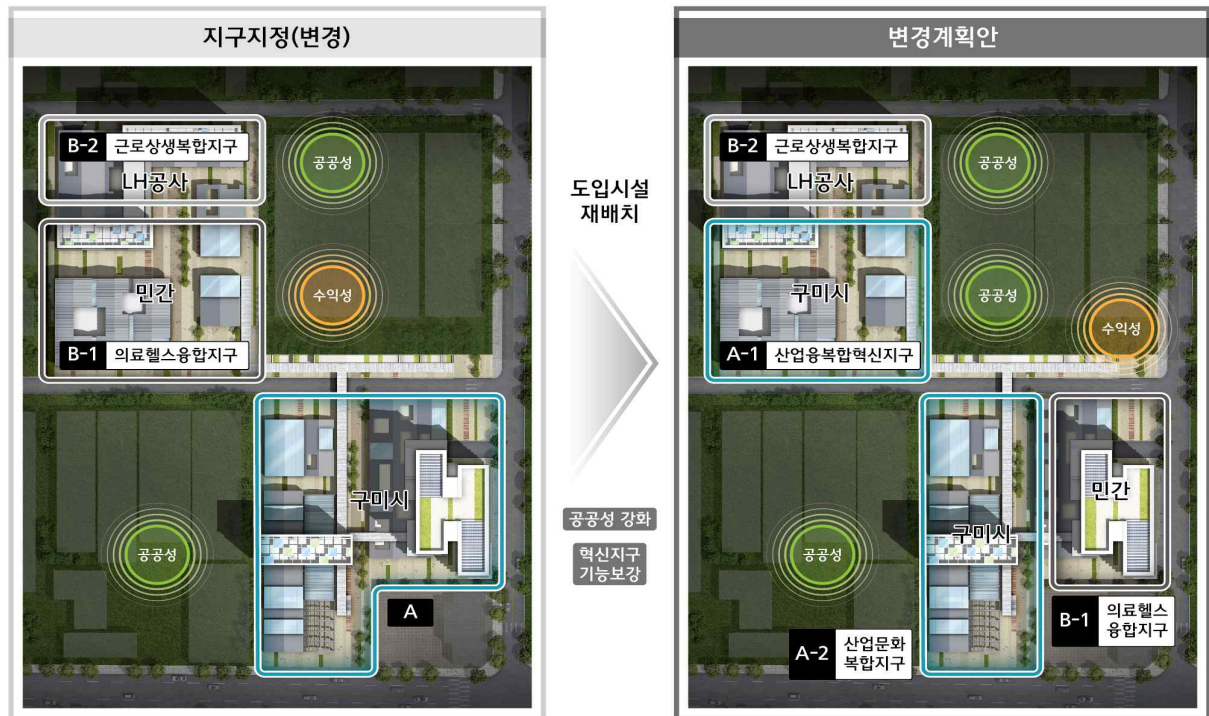 지구지정(변경)
B-2 근로상생복합지구
LH공사
공공성
민간
수익성
B-1 의료헬스융합지구
구미시
공공성
A
도입시설
재배치
공공성 강화
혁신지구
기능보강
변경계획안
B-2 근로상생복합지구
LH공사
공공성
구미시
공공성
수익성
A-1 산업융복합혁신지구
민간
구미시
공공성
B-1 의료헬스
융합지구
A-2 산업문화
복합지구